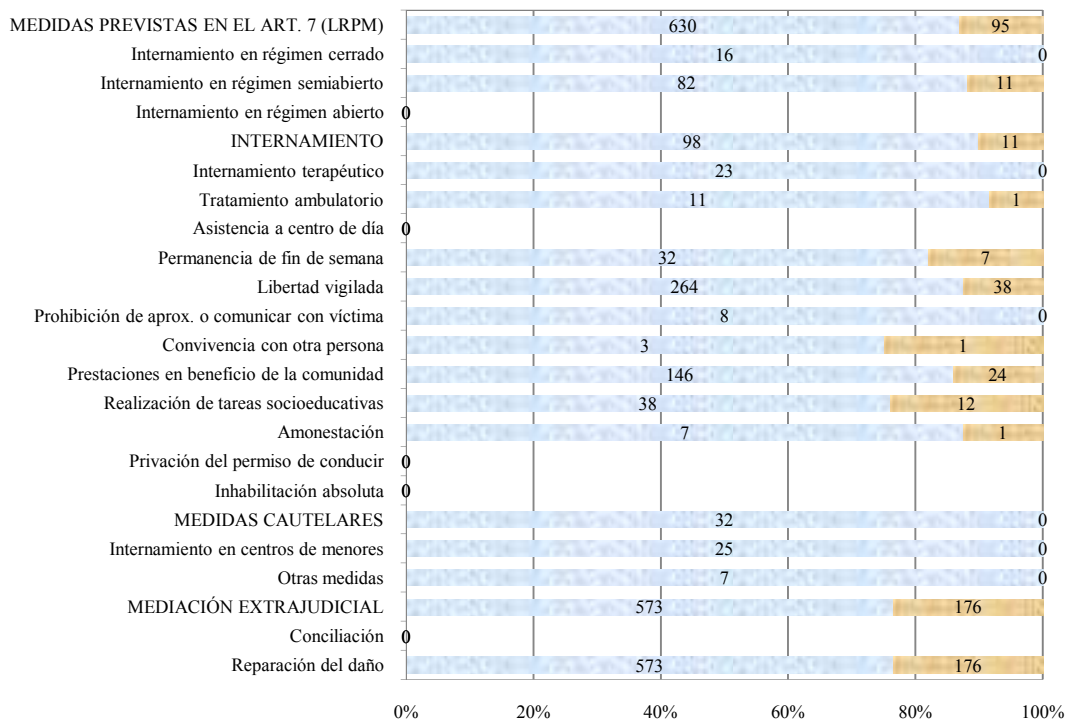 MEDIDAS PREVISTAS EN EL ART. 7 (LRPM) 630 95
Internamiento en régimen cerrado 16 0
Internamiento en régimen semiabierto 82 11
Internamiento en régimen abierto 0
INTERNAMIENTO 98 11
Internamiento terapéutico 23 0
Tratamiento ambulatorio 11 1
Asistencia a centro de día 0
Permanencia de fin de semana 32 7
Libertad vigilada 264 38
Prohibición de aprox. o comunicar con víctima 8 0
Convivencia con otra persona 3 1
Prestaciones en beneficio de la comunidad 146 24
Realización de tareas socioeducativas 38 12
Amonestación 7 1
Privación del permiso de conducir 0
Inhabilitación absoluta 0
MEDIDAS CAUTELARES 32 0
Internamiento en centros de menores 25 0
Otras medidas 7 0
MEDIACIÓN EXTRAJUDICIAL 573 176
Conciliación 0
Reparación del daño 573 176
0% 20% 40% 60% 80% 100%